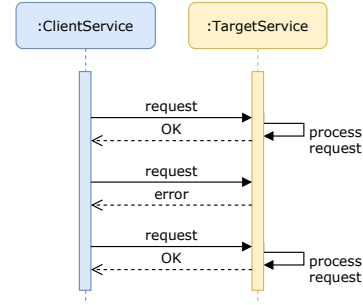 :ClientService
:TargetService
request
OK
process
request
request
error
request
OK
process
request